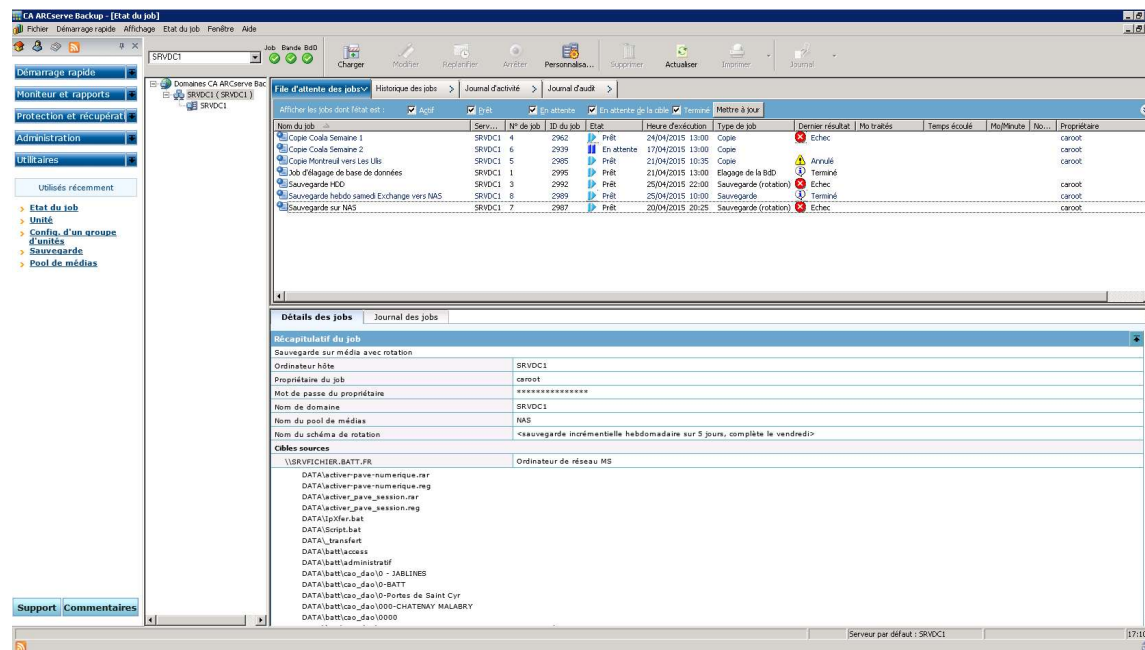 CA ARCserve Backup - [Etat du job]
Fichier Démarrage rapide Affichage Etat du job Fenêtre Aide
SRVDC1
Job Bande BdD
Charger Modifier Replanifier Arrêter Personnalisa... Supprimer Actualiser Imprimer Journal
Démarrage rapide
Moniteur et rapports
Protection et récupérati
Administration
Utilitaires
Utilisés récemment
Etat du job
Unité
Config. d'un groupe d'unités
Sauvegarde
Pool de médias
Support Commentaires
Domaines CA ARCserve Bac
SRVDC1 ( SRVDC1 )
SRVDC1
File d'attente des jobs Historique des jobs > Journal d'activité > Journal d'audit >
Afficher les jobs dont l'état est : Actif Prêt En attente En attente de la cible Terminé Mettre à jour
Nom du job Serv... N° de job ID du job Etat Heure d'exécution Type de job Dernier résultat Mo traités Temps écoulé Mo/Minute No... Propriétaire
Copie Coala Semaine 1 SRVDC1 4 2962 Prêt 24/04/2015 13:00 Copie Echec caroot
Copie Coala Semaine 2 SRVDC1 6 2939 En attente 17/04/2015 13:00 Copie caroot
Copie Montreuil vers Les Ulis SRVDC1 5 2985 Prêt 21/04/2015 10:35 Copie Annulé caroot
Job d'élagage de base de données SRVDC1 1 2995 Prêt 21/04/2015 13:00 Elagage de la BdD Terminé
Sauvegarde HDD SRVDC1 3 2992 Prêt 25/04/2015 22:00 Sauvegarde (rotation) Echec caroot
Sauvegarde hebdo samedi Exchange vers NAS SRVDC1 8 2989 Prêt 25/04/2015 10:00 Sauvegarde Terminé caroot
Sauvegarde sur NAS SRVDC1 7 2987 Prêt 20/04/2015 20:25 Sauvegarde (rotation) Echec caroot
Détails des jobs Journal des jobs
Récapitulatif du job
Sauvegarde sur média avec rotation
Ordinateur hôte SRVDC1
Propriétaire du job caroot
Mot de passe du propriétaire ***************
Nom de domaine SRVDC1
Nom du pool de médias NAS
Nom du schéma de rotation <sauvegarde incrémentielle hebdomadaire sur 5 jours, complète le vendredi>
Cibles sources
\\SRVFICHIER.BATT.FR Ordinateur de réseau MS
DATA\activer-pave-numerique.rar
DATA\activer-pave-numerique.reg
DATA\activer_pave_session.rar
DATA\activer_pave_session.reg
DATA\IpXfer.bat
DATA\Script.bat
DATA\_transfert
DATA\batt\access
DATA\batt\administratif
DATA\batt\cao_dao\0 - JABLINES
DATA\batt\cao_dao\0-BATT
DATA\batt\cao_dao\0-Portes de Saint Cyr
DATA\batt\cao_dao\000-CHATENAY MALABRY
DATA\batt\cao_dao\0000
Serveur par défaut : SRVDC1
17:10